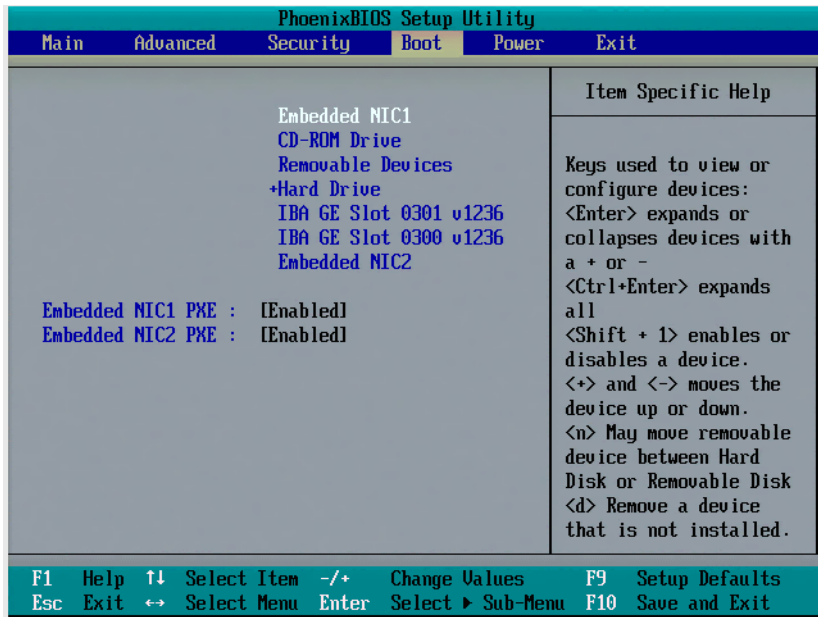 PhoenixBIOS Setup Utility
Main Advanced Security Boot Power Exit
Embedded NIC1
CD-ROM Drive
Removable Devices
+Hard Drive
IBA GE Slot 0301 v1236
IBA GE Slot 0300 v1236
Embedded NIC2
Embedded NIC1 PXE : [Enabled]
Embedded NIC2 PXE : [Enabled]
Item Specific Help
Keys used to view or
configure devices:
<Enter> expands or
collapses devices with
a + or -
<Ctrl+Enter> expands
all
<Shift + 1> enables or
disables a device.
<+> and <-> moves the
device up or down.
<n> May move removable
device between Hard
Disk or Removable Disk
<d> Remove a device
that is not installed.
F1 Help ↑↓ Select Item -/+ Change Values F9 Setup Defaults
Esc Exit ↔ Select Menu Enter Select ▶ Sub-Menu F10 Save and Exit